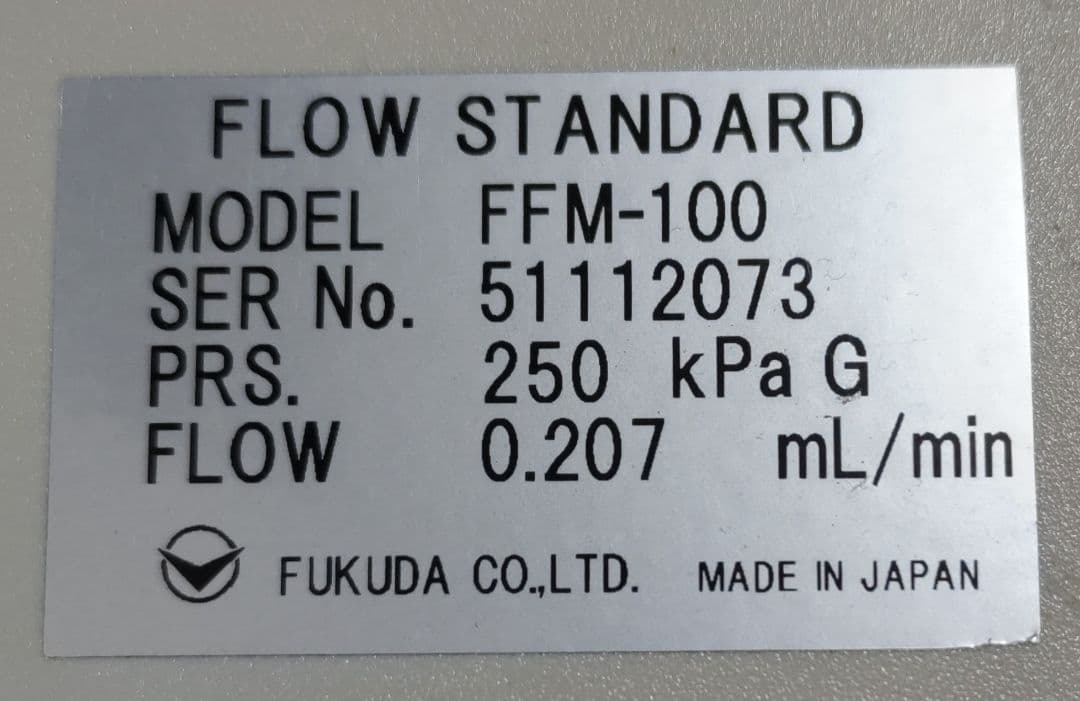 FLOW STANDARD
MODEL FFM-100
SER No. 51112073
PRS. 250 kPa G
FLOW 0.207 mL/min
FUKUDA CO.,LTD. MADE IN JAPAN